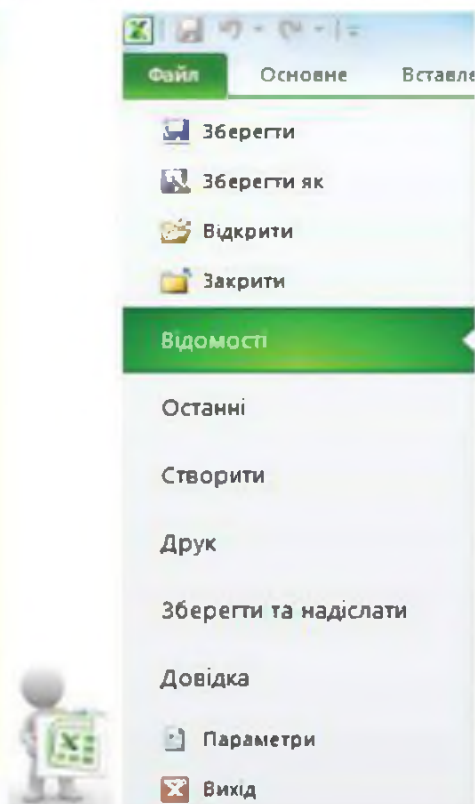 Файл Основне Вставле
Зберегти
Зберегти як
Відкрити
Закрити
Відомості
Останні
Створити
Друк
Зберегти та надіслати
Довідка
Параметри
Вихід